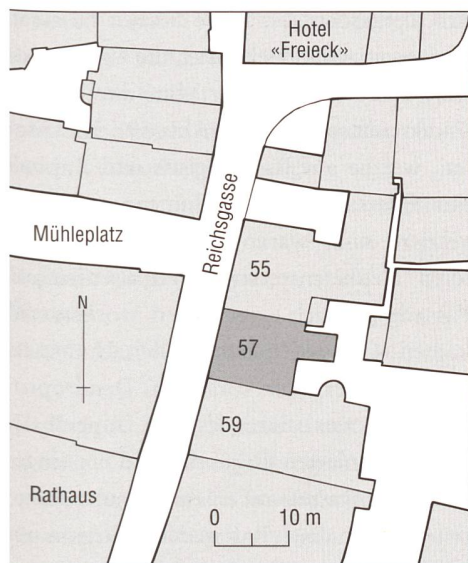 Hotel
«Freieck»
Reichsgasse
Mühleplatz
55
N
57
59
Rathaus
0 10 m